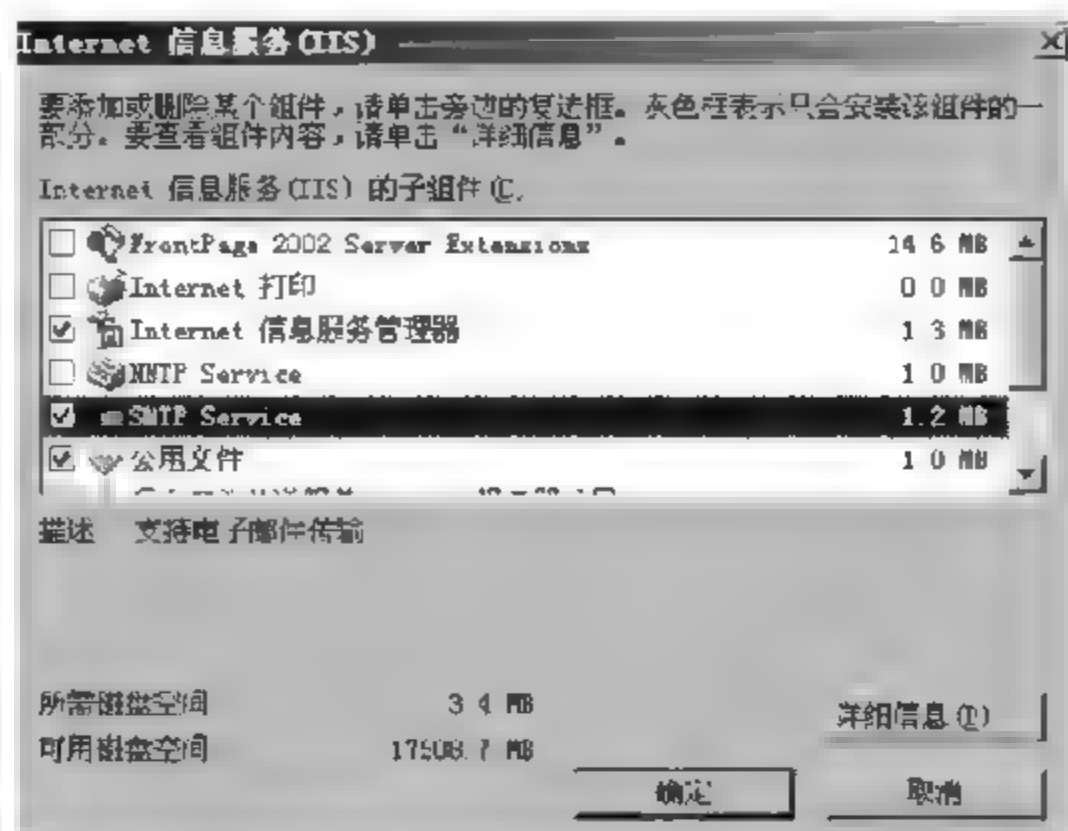 Internet 信息服务(IIS)
要添加或删除某个组件，请单击旁边的复选框。灰色框表示只会安装该组件的一
部分。要查看组件内容，请单击“详细信息”。
Internet 信息服务(IIS) 的子组件(C)
FrontPage 2002 Server Extensions 14.6 MB
Internet 打印 0.0 MB
Internet 信息服务管理器 1.3 MB
NNTP Service 1.0 MB
SMTP Service 1.2 MB
公用文件 1.0 MB
描述 支持电子邮件传输
所需磁盘空间 3.4 MB
可用磁盘空间 17508.7 MB
详细信息(D)
确定 取消